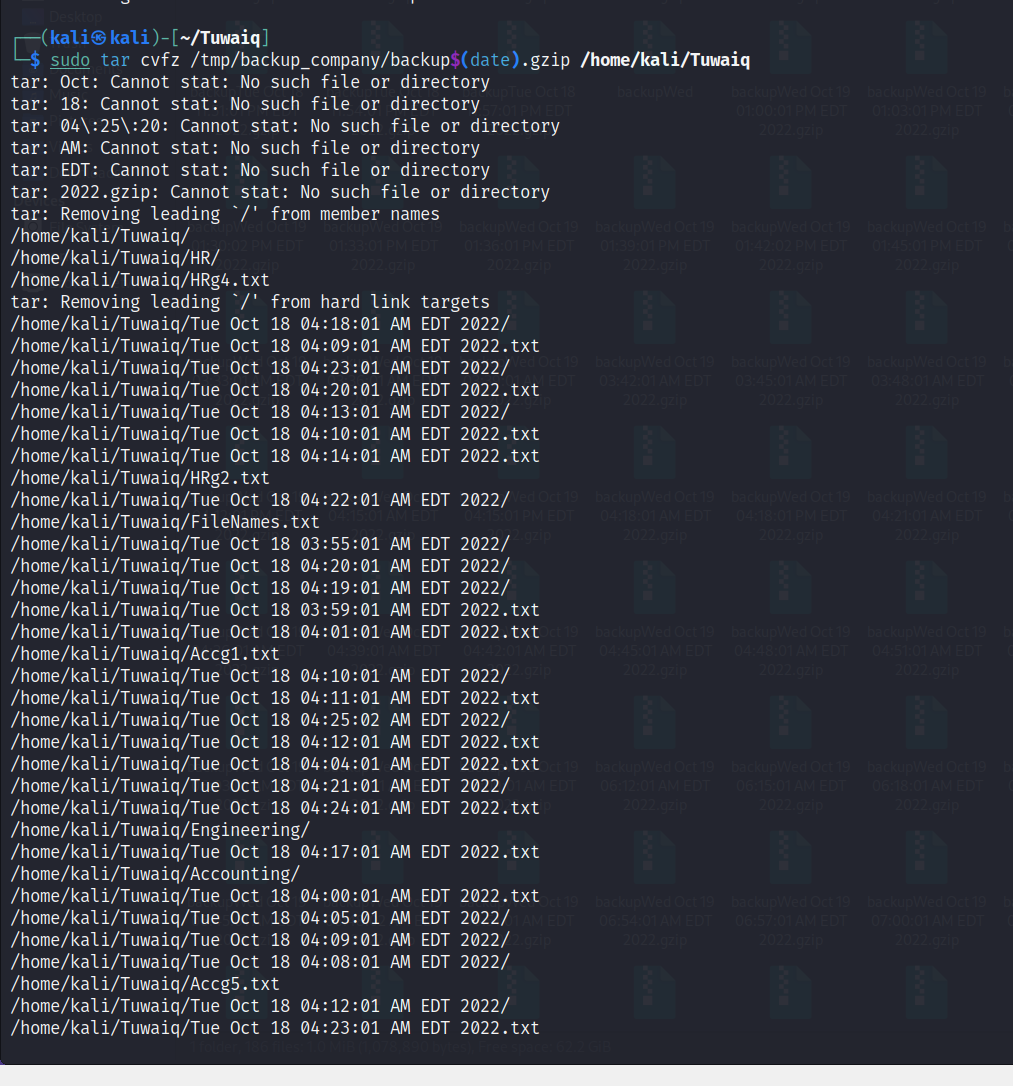 ┌──(kali㉿kali)-[~/Tuwaiq]
└─$ sudo tar cvfz /tmp/backup_company/backup$(date).gzip /home/kali/Tuwaiq
tar: Oct: Cannot stat: No such file or directory
tar: 18: Cannot stat: No such file or directory
tar: 04\:25\:20: Cannot stat: No such file or directory
tar: AM: Cannot stat: No such file or directory
tar: EDT: Cannot stat: No such file or directory
tar: 2022.gzip: Cannot stat: No such file or directory
tar: Removing leading `/' from member names
/home/kali/Tuwaiq/
/home/kali/Tuwaiq/HR/
/home/kali/Tuwaiq/HRg4.txt
tar: Removing leading `/' from hard link targets
/home/kali/Tuwaiq/Tue Oct 18 04:18:01 AM EDT 2022/
/home/kali/Tuwaiq/Tue Oct 18 04:09:01 AM EDT 2022.txt
/home/kali/Tuwaiq/Tue Oct 18 04:23:01 AM EDT 2022/
/home/kali/Tuwaiq/Tue Oct 18 04:20:01 AM EDT 2022.txt
/home/kali/Tuwaiq/Tue Oct 18 04:13:01 AM EDT 2022/
/home/kali/Tuwaiq/Tue Oct 18 04:10:01 AM EDT 2022.txt
/home/kali/Tuwaiq/Tue Oct 18 04:14:01 AM EDT 2022.txt
/home/kali/Tuwaiq/HRg2.txt
/home/kali/Tuwaiq/Tue Oct 18 04:22:01 AM EDT 2022/
/home/kali/Tuwaiq/FileNames.txt
/home/kali/Tuwaiq/Tue Oct 18 03:55:01 AM EDT 2022/
/home/kali/Tuwaiq/Tue Oct 18 04:20:01 AM EDT 2022/
/home/kali/Tuwaiq/Tue Oct 18 04:19:01 AM EDT 2022/
/home/kali/Tuwaiq/Tue Oct 18 03:59:01 AM EDT 2022.txt
/home/kali/Tuwaiq/Tue Oct 18 04:01:01 AM EDT 2022.txt
/home/kali/Tuwaiq/Accg1.txt
/home/kali/Tuwaiq/Tue Oct 18 04:10:01 AM EDT 2022/
/home/kali/Tuwaiq/Tue Oct 18 04:11:01 AM EDT 2022.txt
/home/kali/Tuwaiq/Tue Oct 18 04:25:02 AM EDT 2022/
/home/kali/Tuwaiq/Tue Oct 18 04:12:01 AM EDT 2022.txt
/home/kali/Tuwaiq/Tue Oct 18 04:04:01 AM EDT 2022.txt
/home/kali/Tuwaiq/Tue Oct 18 04:21:01 AM EDT 2022/
/home/kali/Tuwaiq/Tue Oct 18 04:24:01 AM EDT 2022.txt
/home/kali/Tuwaiq/Engineering/
/home/kali/Tuwaiq/Tue Oct 18 04:17:01 AM EDT 2022.txt
/home/kali/Tuwaiq/Accounting/
/home/kali/Tuwaiq/Tue Oct 18 04:00:01 AM EDT 2022.txt
/home/kali/Tuwaiq/Tue Oct 18 04:05:01 AM EDT 2022/
/home/kali/Tuwaiq/Tue Oct 18 04:09:01 AM EDT 2022/
/home/kali/Tuwaiq/Tue Oct 18 04:08:01 AM EDT 2022/
/home/kali/Tuwaiq/Accg5.txt
/home/kali/Tuwaiq/Tue Oct 18 04:12:01 AM EDT 2022/
/home/kali/Tuwaiq/Tue Oct 18 04:23:01 AM EDT 2022.txt